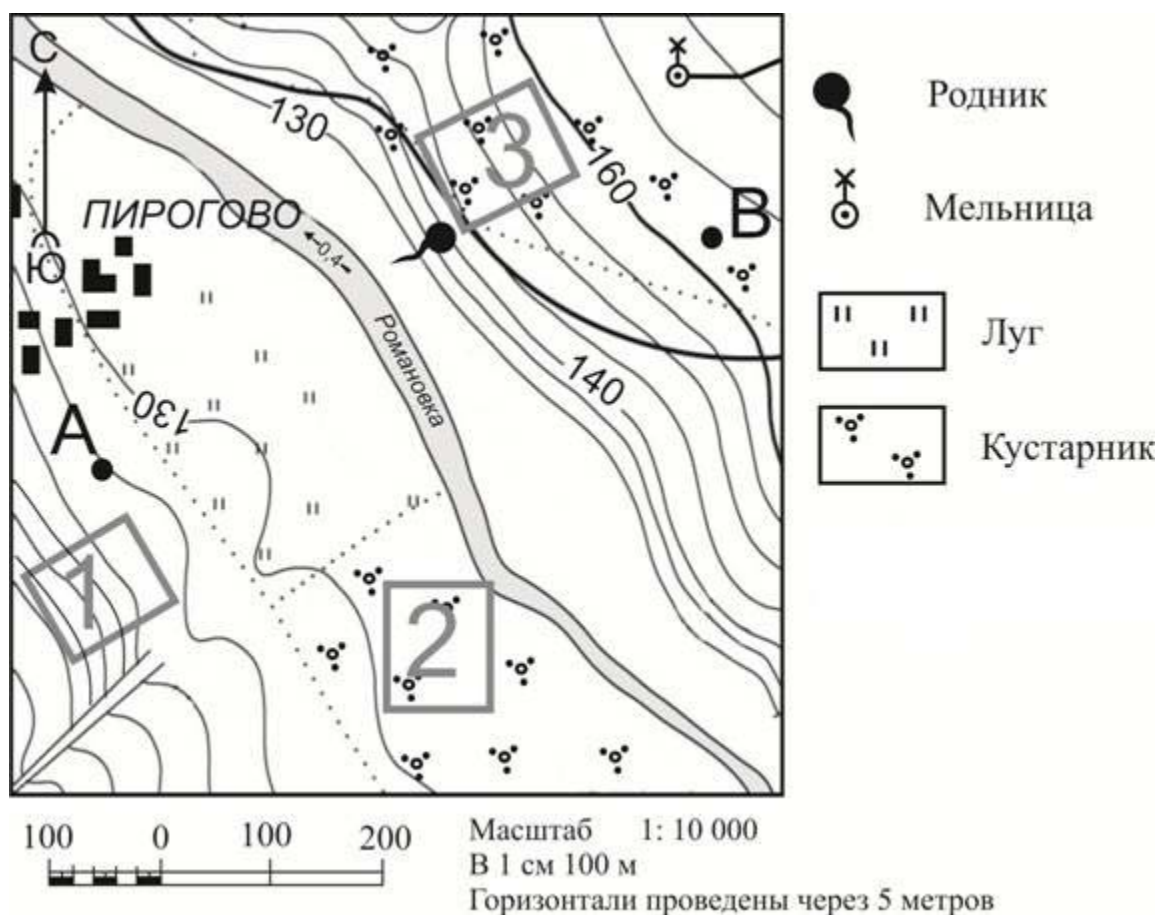 С
130
3
160
Родник
Мельница
ПИРОГОВО
В
Ю
0,4
Романовка
Луг
140
130
А
Кустарник
1
2
100 0 100 200
Масштаб 1: 10 000
В 1 см 100 м
Горизонтали проведены через 5 метров